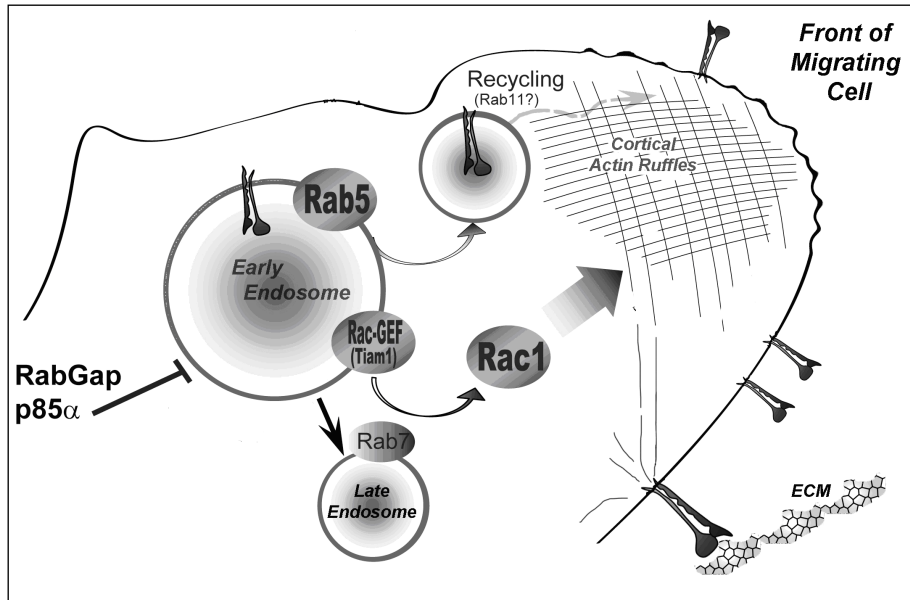 Front of
Migrating
Cell
Recycling
(Rab11?)
Cortical
Actin Ruffles
Rab5
Early
Endosome
Rac-GEF
(Tiam1)
Rac1
RabGap
p85α
Rab7
Late
Endosome
ECM